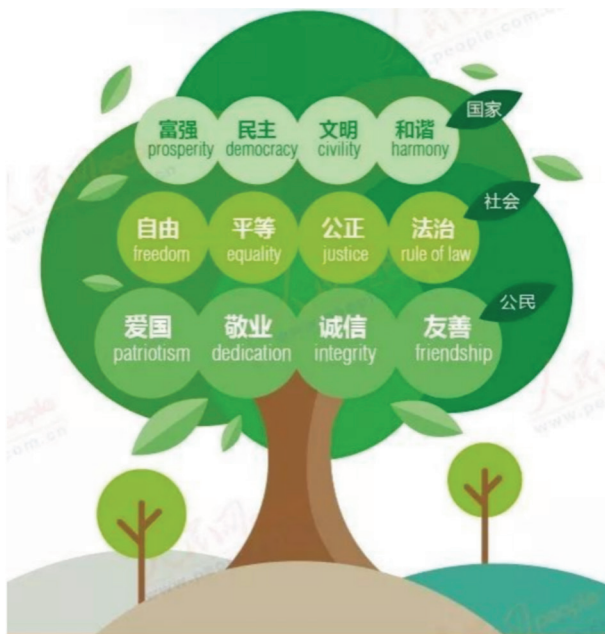 国家
富强 民主 文明 和谐
prosperity democracy civility harmony
社会
自由 平等 公正 法治
freedom equality justice rule of law
公民
爱国 敬业 诚信 友善
patriotism dedication integrity friendship